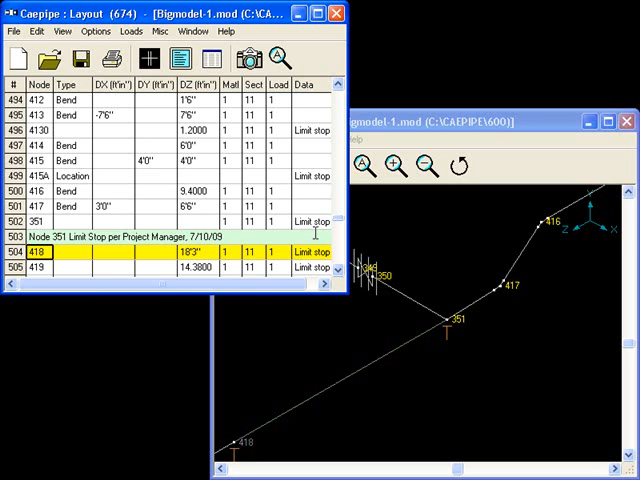 Caepipe : Layout (674) - [Bigmodel-1.mod (C:\CA...
File Edit View Options Loads Misc Window Help
# Node Type DX (ft'in") DY (ft'in") DZ (ft'in") Matl Sect Load Data
494 412 Bend 1'6" 1 11 1
495 413 Bend -7'6" 7'6" 1 11 1
496 4130 1.2000 1 11 1 Limit stop
497 414 Bend 6'0" 1 11 1
498 415 Bend 4'0" 4'0" 1 11 1
499 415A Location Limit stop
500 416 Bend 9.4000 1 11 1
501 417 Bend 3'0" 6'6" 1 11 1
502 351 1 11 1 Limit stop
503 Node 351 Limit Stop per Project Manager, 7/10/09
504 418 18'3" 1 11 1 Limit stop
505 419 14.3800 1 11 1 Limit stop
igmodel-1.mod (C:\CAEPIPE\600)]
elp
416
Y
Z X
350
417
351
418